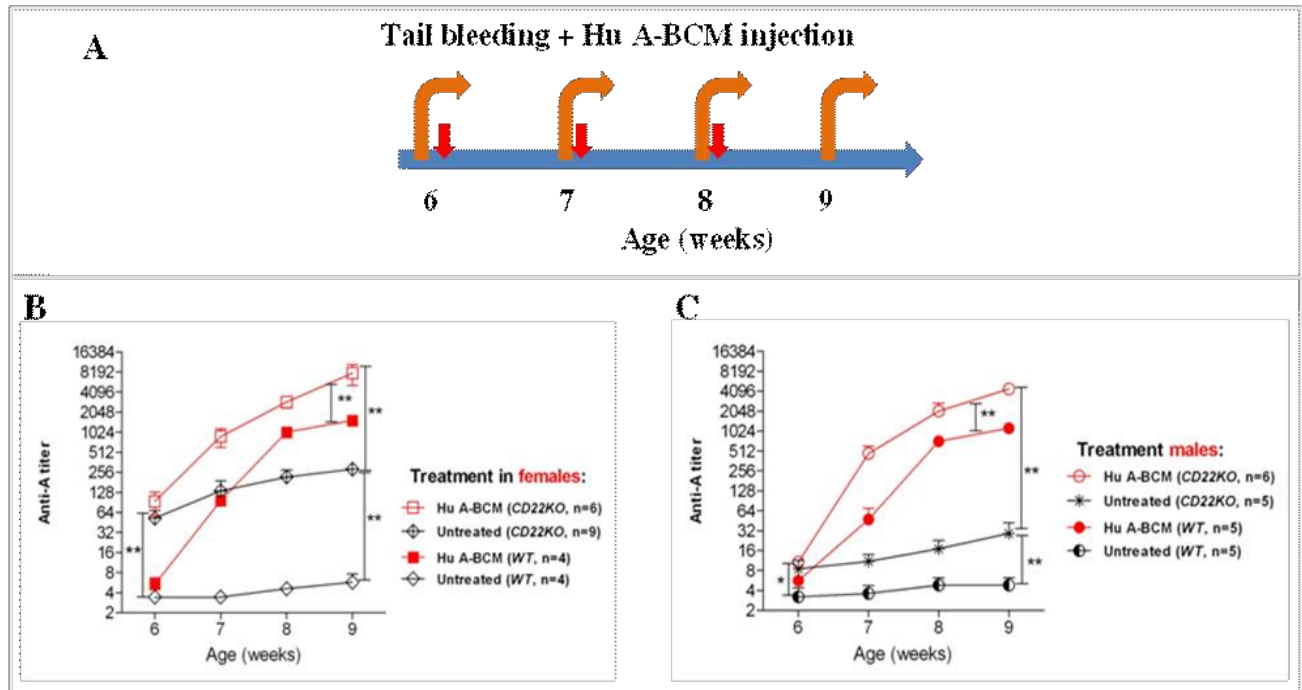 A
Tail bleeding + Hu A-BCM injection
6 7 8 9
Age (weeks)
B
16384
8192
4096
2048
1024
512
256
128
64
32
16
8
4
2
Anti-A titer
6 7 8 9
Age (weeks)
**
**
**
**
Treatment in females:
Hu A-BCM (CD22KO, n=6)
Untreated (CD22KO, n=9)
Hu A-BCM (WT, n=4)
Untreated (WT, n=4)
C
16384
8192
4096
2048
1024
512
256
128
64
32
16
8
4
2
Anti-A titer
6 7 8 9
Age (weeks)
**
**
**
*
Treatment males:
Hu A-BCM (CD22KO, n=6)
Untreated (CD22KO, n=5)
Hu A-BCM (WT, n=5)
Untreated (WT, n=5)